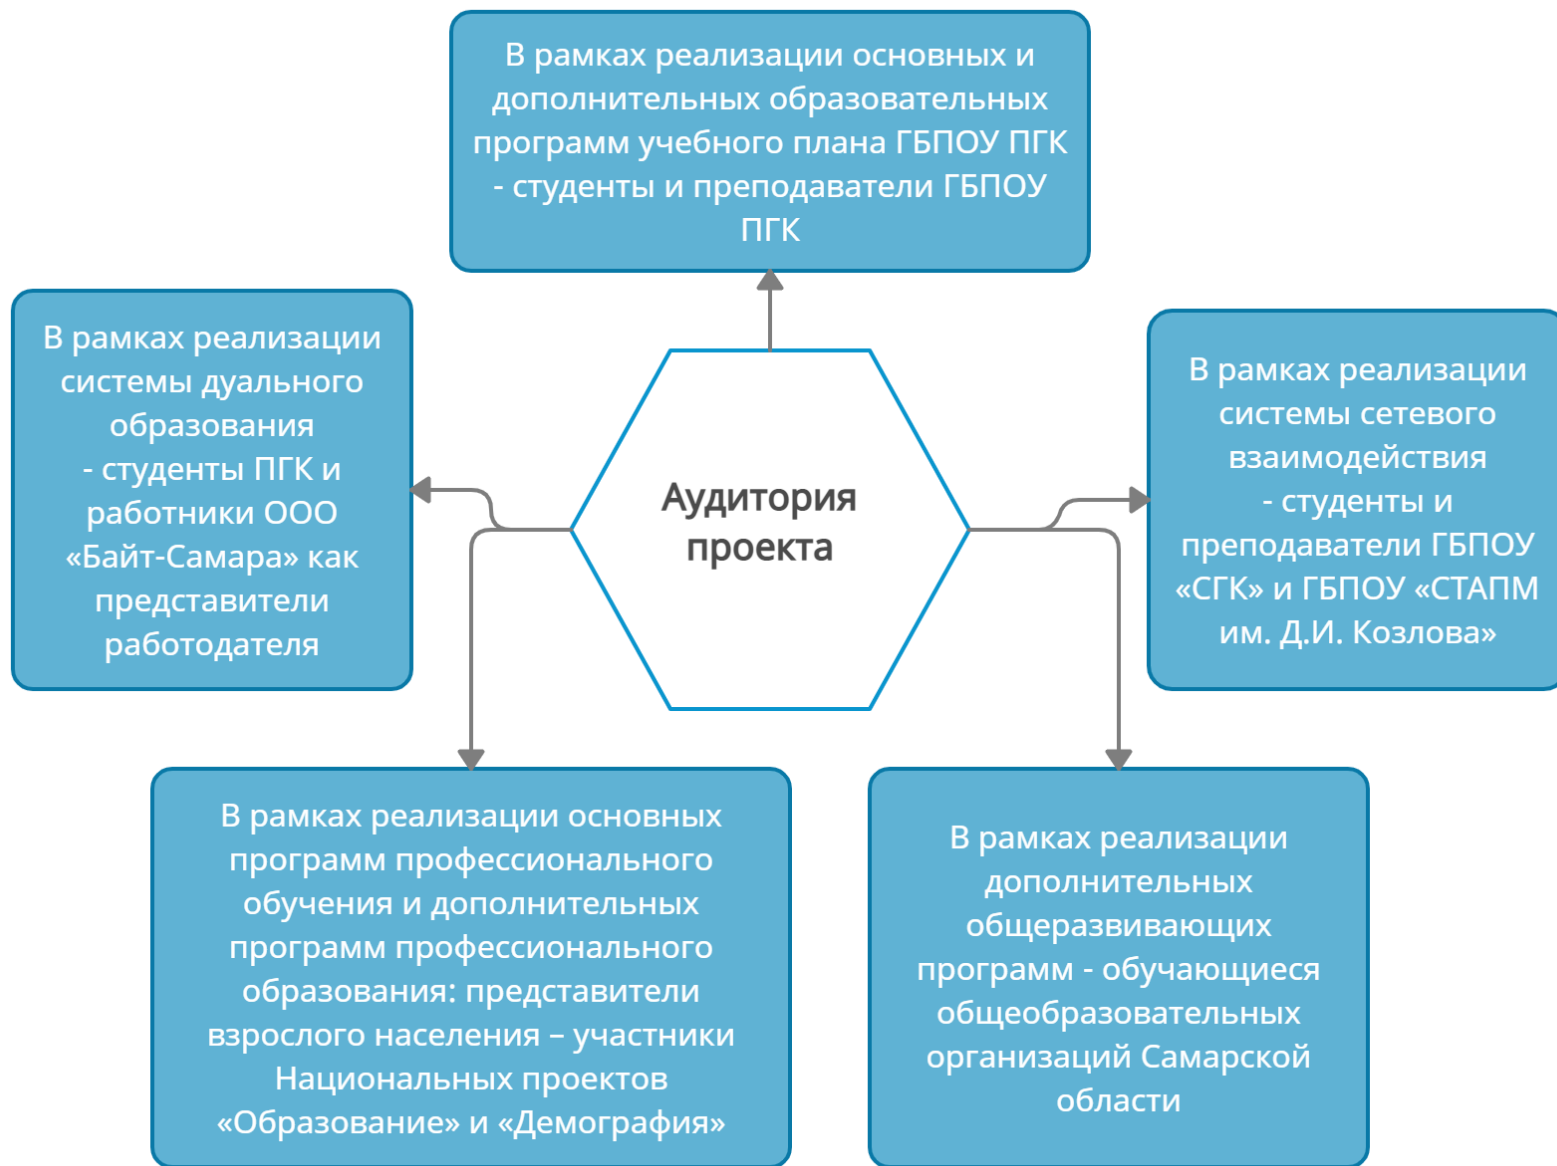 В рамках реализации основных и
дополнительных образовательных
программ учебного плана ГБПОУ ПГК
- студенты и преподаватели ГБПОУ
ПГК
В рамках реализации
системы дуального
образования
- студенты ПГК и
работники ООО
«Байт-Самара» как
представители
работодателя
Аудитория
проекта
В рамках реализации
системы сетевого
взаимодействия
- студенты и
преподаватели ГБПОУ
«СГК» и ГБПОУ «СТАПМ
им. Д.И. Козлова»
В рамках реализации основных
программ профессионального
обучения и дополнительных
программ профессионального
образования: представители
взрослого населения – участники
Национальных проектов
«Образование» и «Демография»
В рамках реализации
дополнительных
общеразвивающих
программ - обучающиеся
общеобразовательных
организаций Самарской
области